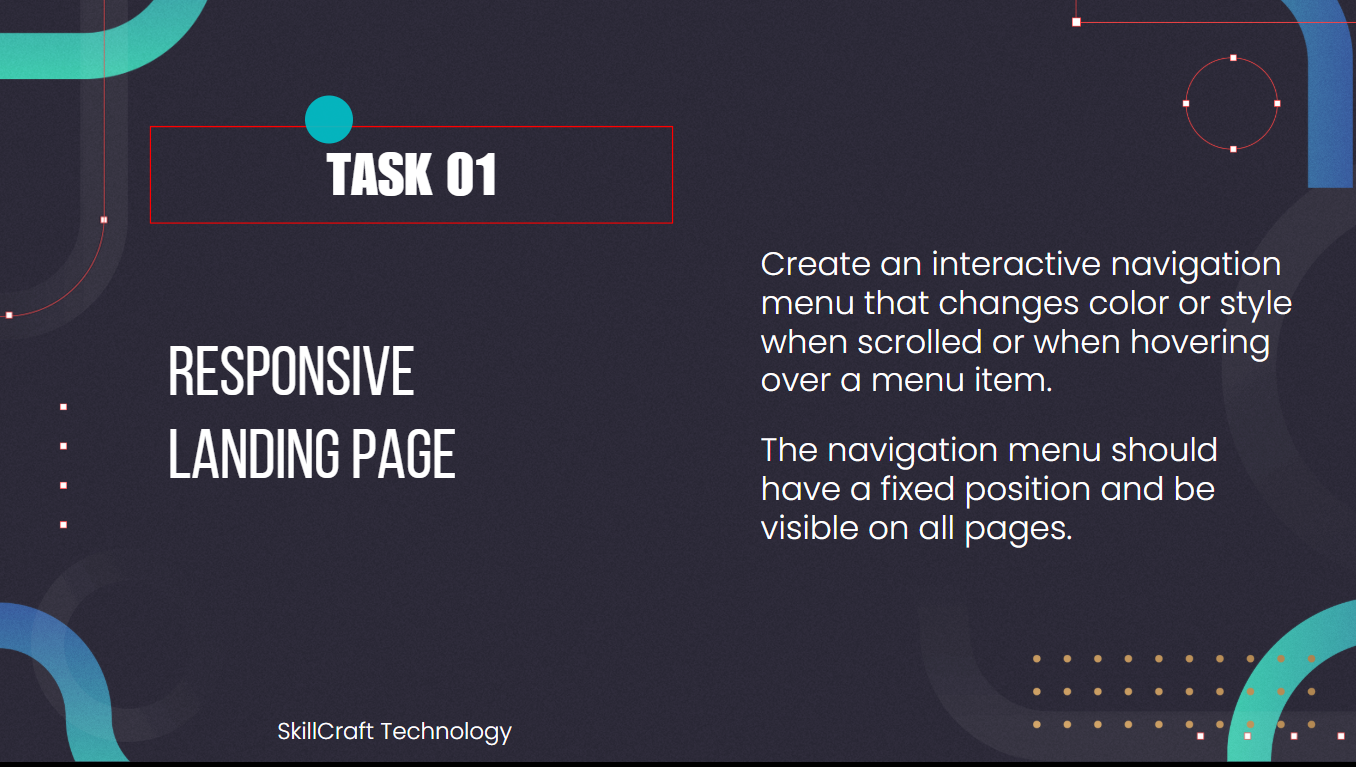 TASK 01
RESPONSIVE
LANDING PAGE
Create an interactive navigation
menu that changes color or style
when scrolled or when hovering
over a menu item.
The navigation menu should
have a fixed position and be
visible on all pages.
SkillCraft Technology